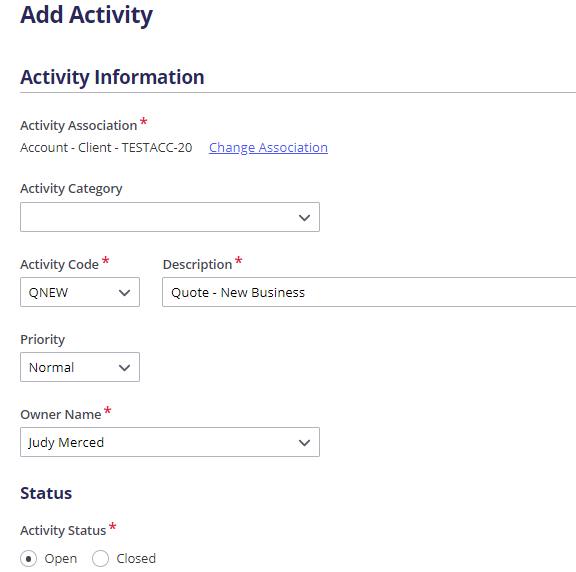 Add Activity
Activity Information
Activity Association*
Account - Client - TESTACC-20 Change Association
Activity Category
Activity Code* Description*
QNEW Quote - New Business
Priority
Normal
Owner Name*
Judy Merced
Status
Activity Status*
Open Closed